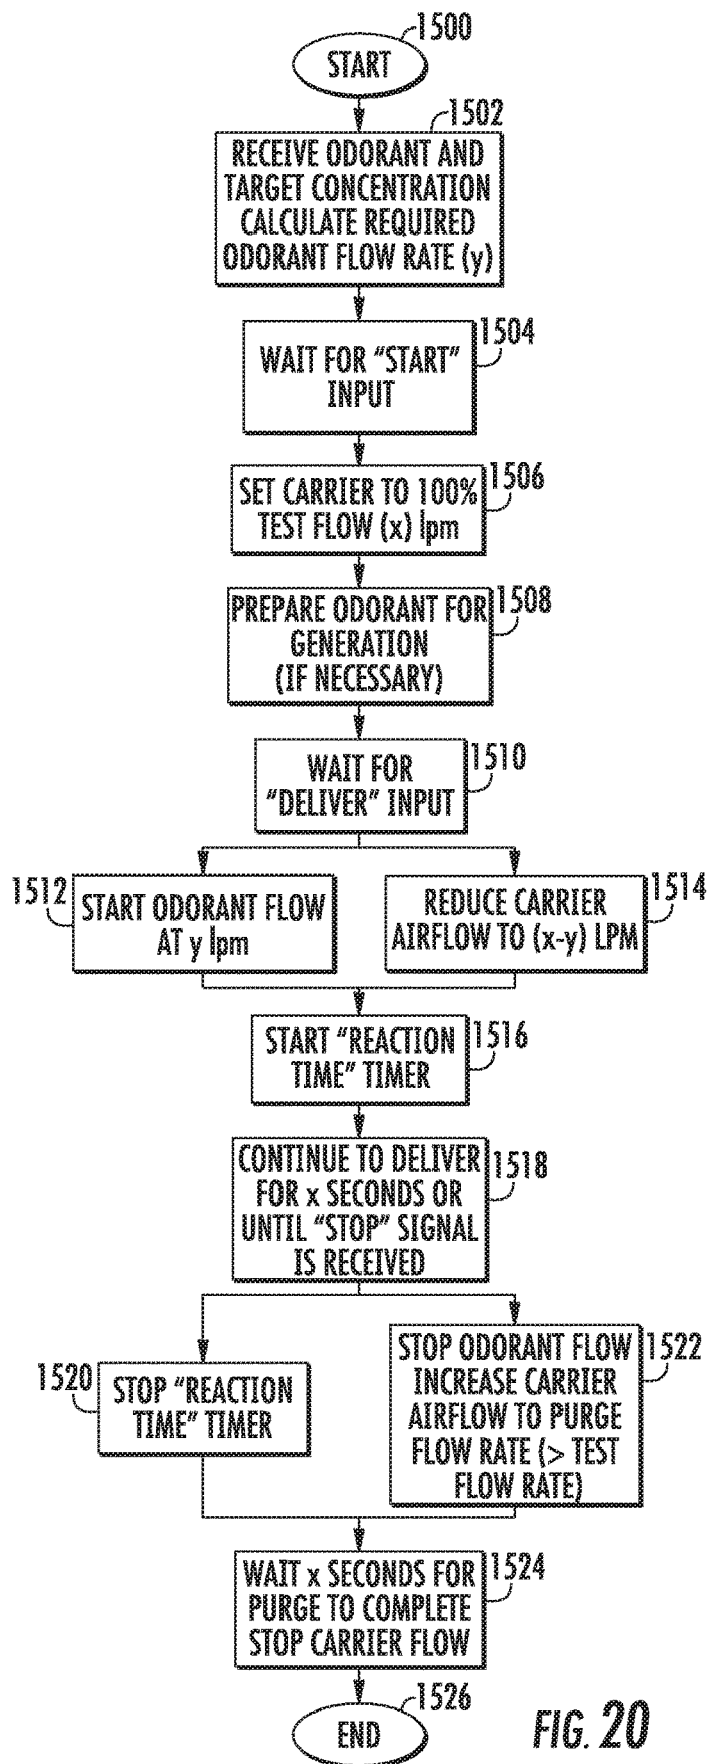 1500
START
1502
RECEIVE ODORANT AND
TARGET CONCENTRATION
CALCULATE REQUIRED
ODORANT FLOW RATE (y)
1504
WAIT FOR "START"
INPUT
1506
SET CARRIER TO 100%
TEST FLOW (x) lpm
1508
PREPARE ODORANT FOR
GENERATION
(IF NECESSARY)
1510
WAIT FOR
"DELIVER" INPUT
1512
START ODORANT FLOW
AT y lpm
1514
REDUCE CARRIER
AIRFLOW TO (x-y) LPM
1516
START "REACTION
TIME" TIMER
1518
CONTINUE TO DELIVER
FOR x SECONDS OR
UNTIL "STOP" SIGNAL
IS RECEIVED
1520
STOP "REACTION
TIME" TIMER
1522
STOP ODORANT FLOW
INCREASE CARRIER
AIRFLOW TO PURGE
FLOW RATE (> TEST
FLOW RATE)
1524
WAIT x SECONDS FOR
PURGE TO COMPLETE
STOP CARRIER FLOW
1526
END
FIG. 20